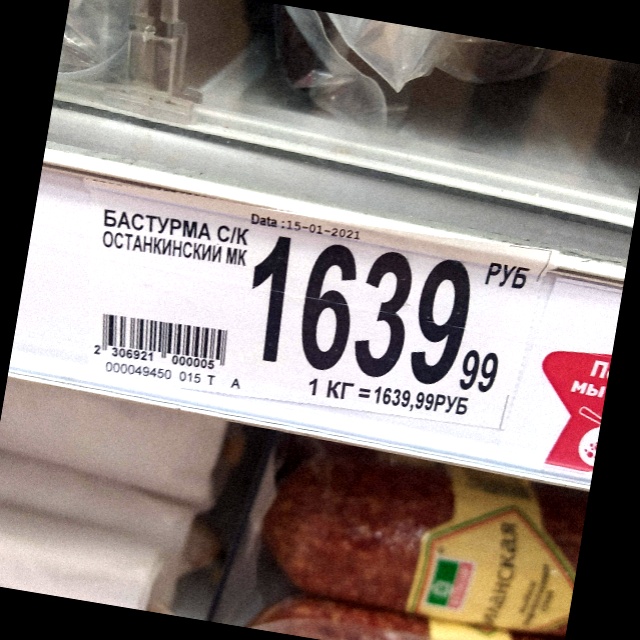 БАСТУРМА С/К
ОСТАНКИНСКИЙ МК
Data :15-01-2021
1639 99
РУБ
1 КГ =1639,99РУБ
2 306921 000005
000049450 015 Т А